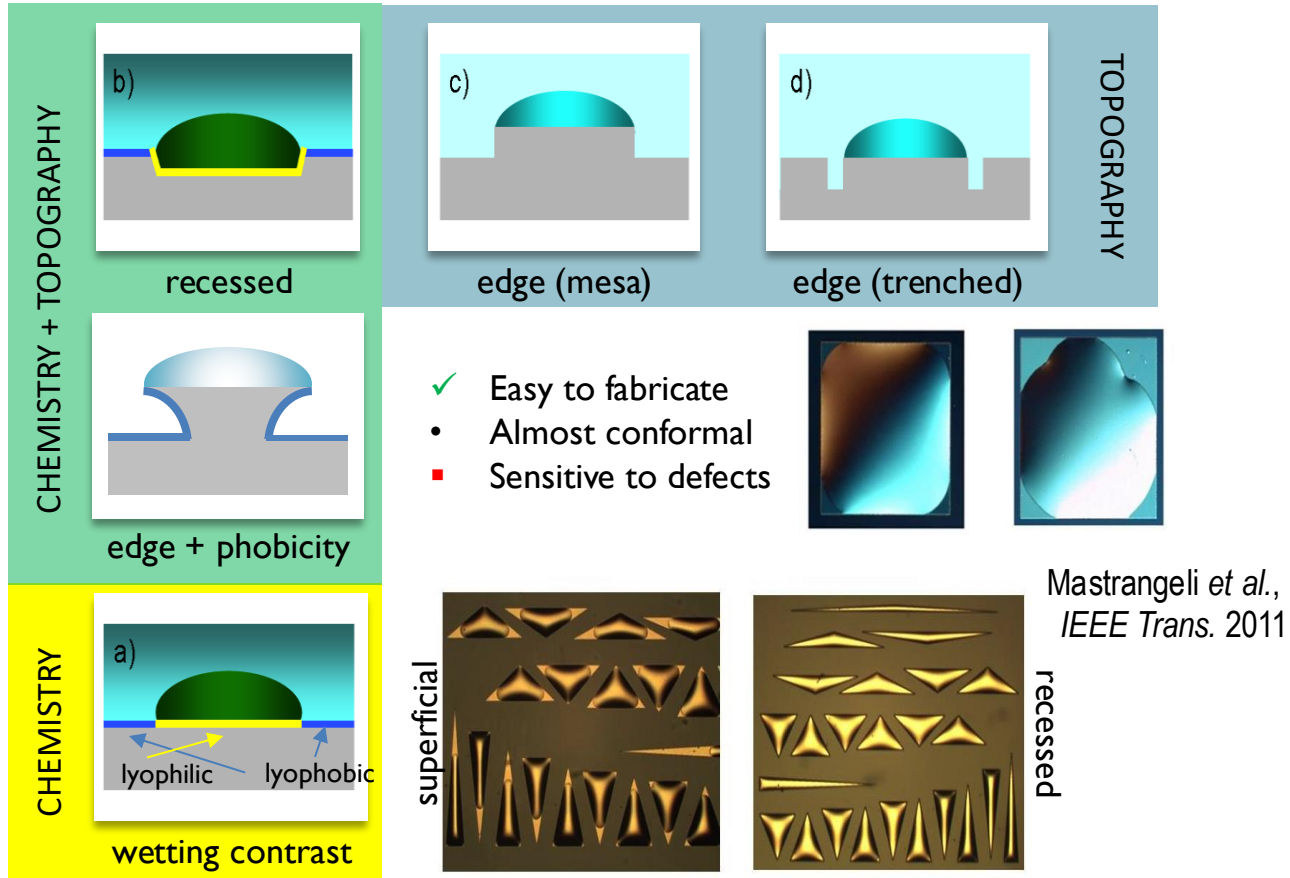 CHEMISTRY + TOPOGRAPHY
b)
recessed
c)
edge (mesa)
d)
edge (trenched)
TOPOGRAPHY
edge + phobicity
✓ Easy to fabricate
• Almost conformal
▪ Sensitive to defects
CHEMISTRY
a)
lyophilic
lyophobic
wetting contrast
superficial
recessed
Mastrangeli et al.,
IEEE Trans. 2011